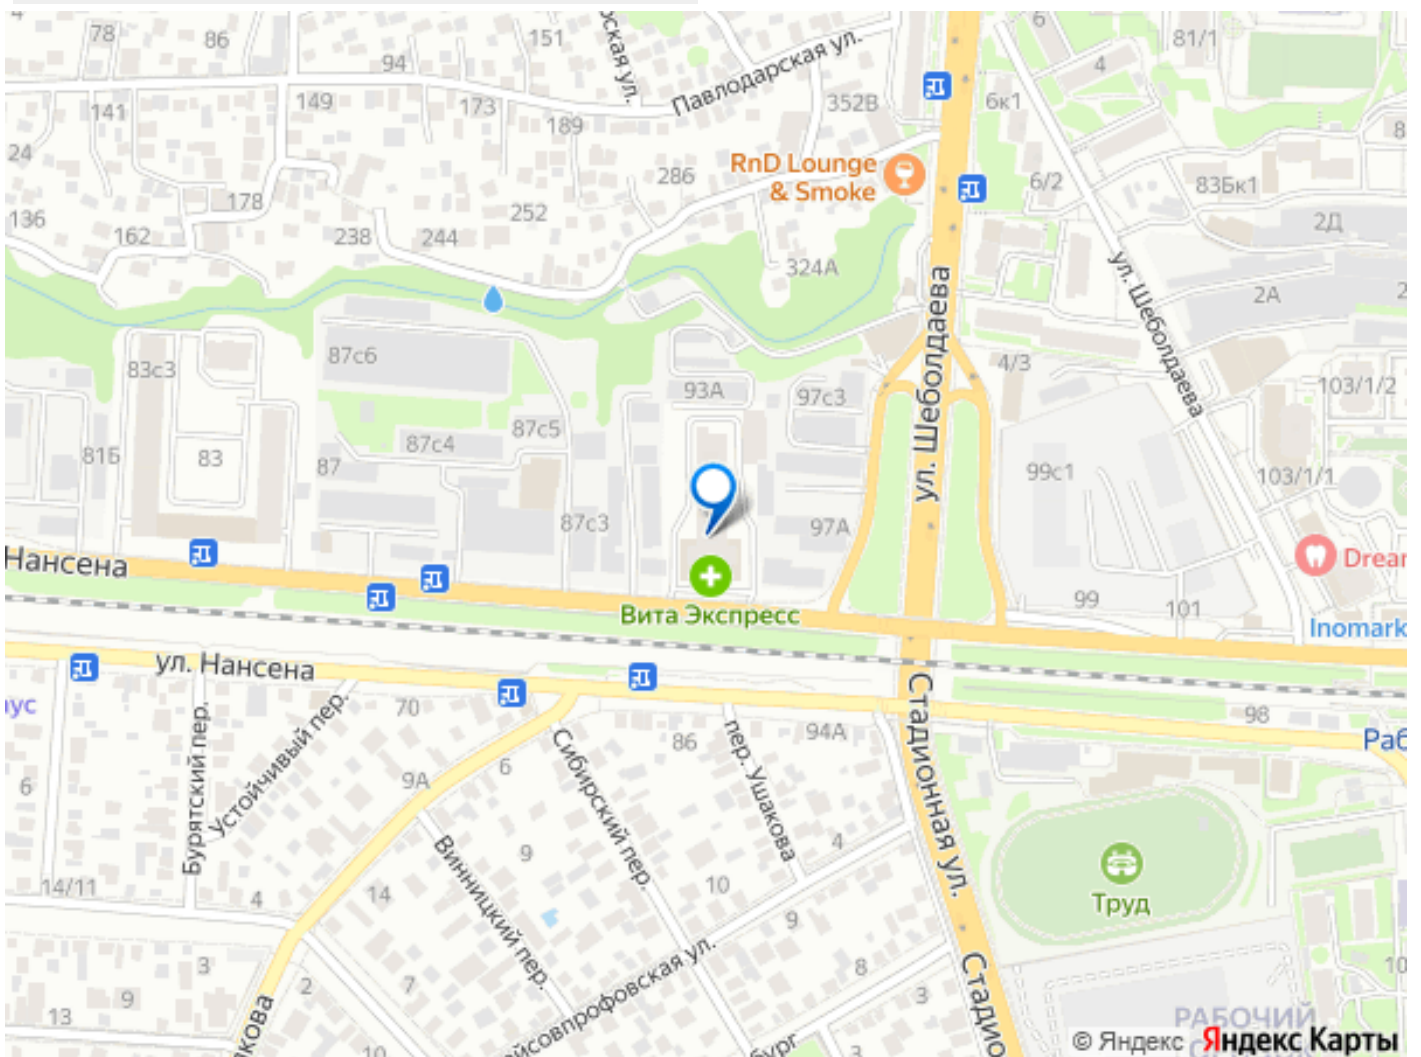 78
86
151
6
81/1
94
4
Павлодарская ул.
141
149
173
189
352В
6к1
24
RnD Lounge
& Smoke
286
6/2
83Бк1
178
136
162
252
238
244
2Д
324А
2А
ул. Шеболдаева
ул. Шеболдаева
83с3
87с6
93А
97с3
4/3
103/1/2
81Б
83
87
87с4
87с5
99с1
103/1/1
87с3
97А
Нансена
Вита Экспресс
99
101
Inomark
ул. Нансена
70
86
94А
98
Бурятский пер.
Устойчивый пер.
Сибирский пер.
пер. Ушакова
Стадионная ул.
6
9А
6
9
4
14/11
4
14
Винницкий пер.
10
9
Труд
3
2
7
8
3
9
13
10
10
РАБОЧИЙ
© Яндекс Яндекс Карты